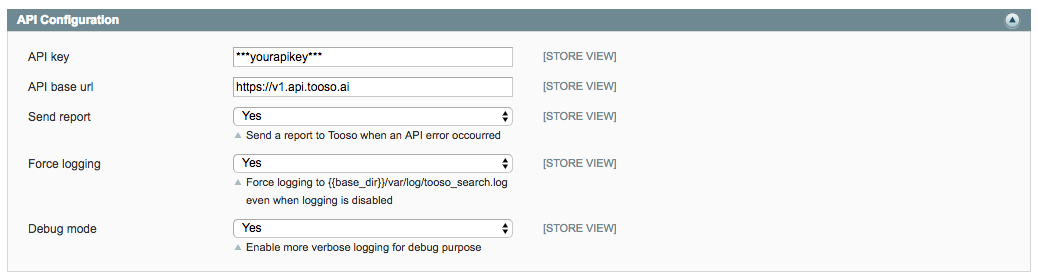 API Configuration
API key ***yourapikey*** [STORE VIEW]
API base url https://v1.api.tooso.ai [STORE VIEW]
Send report Yes [STORE VIEW]
Send a report to Tooso when an API error occourred
Force logging Yes [STORE VIEW]
Force logging to {{base_dir}}/var/log/tooso_search.log
even when logging is disabled
Debug mode Yes [STORE VIEW]
Enable more verbose logging for debug purpose